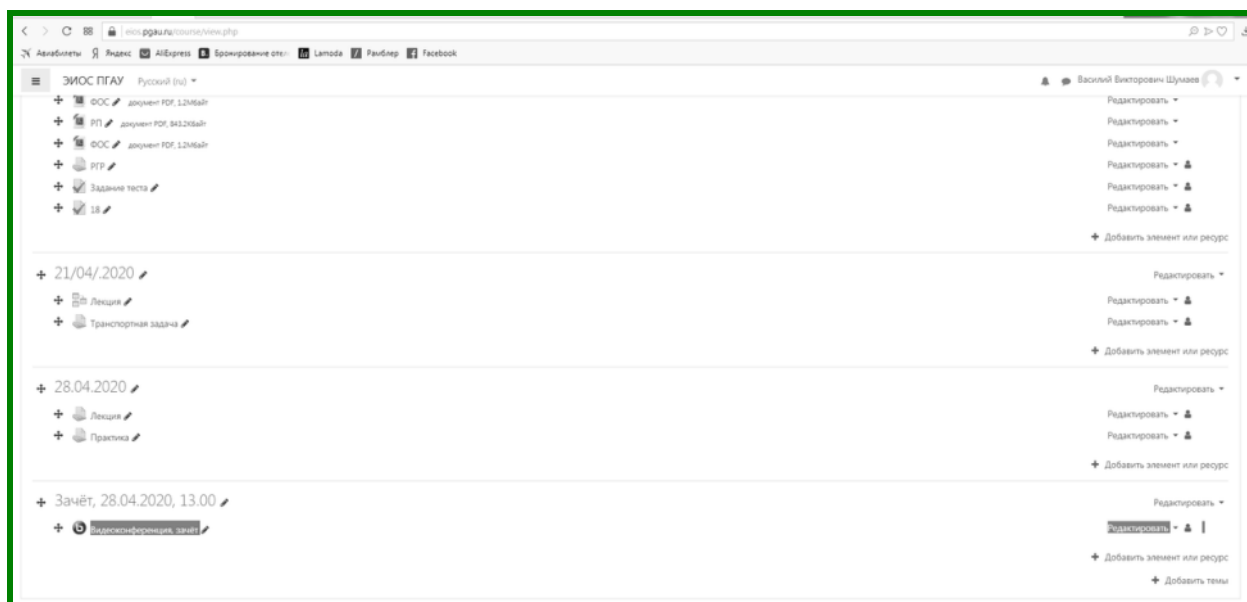 eios.pgau.ru/course/view.php
Авиабилеты Яндекс AliExpress Бронирование отел Lamoda Рамблер Facebook
ЭИОС ПГАУ Русский (ru) Василий Викторович Шумаев
ФОС документ PDF, 1.2Мбайт Редактировать
РП документ PDF, 843.2Кбайт Редактировать
ФОС документ PDF, 1.2Мбайт Редактировать
РГР Редактировать
Задание теста Редактировать
18 Редактировать
Добавить элемент или ресурс
21/04/.2020 Редактировать
Лекция Редактировать
Транспортная задача Редактировать
Добавить элемент или ресурс
28.04.2020 Редактировать
Лекция Редактировать
Практика Редактировать
Добавить элемент или ресурс
Зачёт, 28.04.2020, 13.00 Редактировать
Видеоконференция, зачёт Редактировать
Добавить элемент или ресурс
Добавить темы